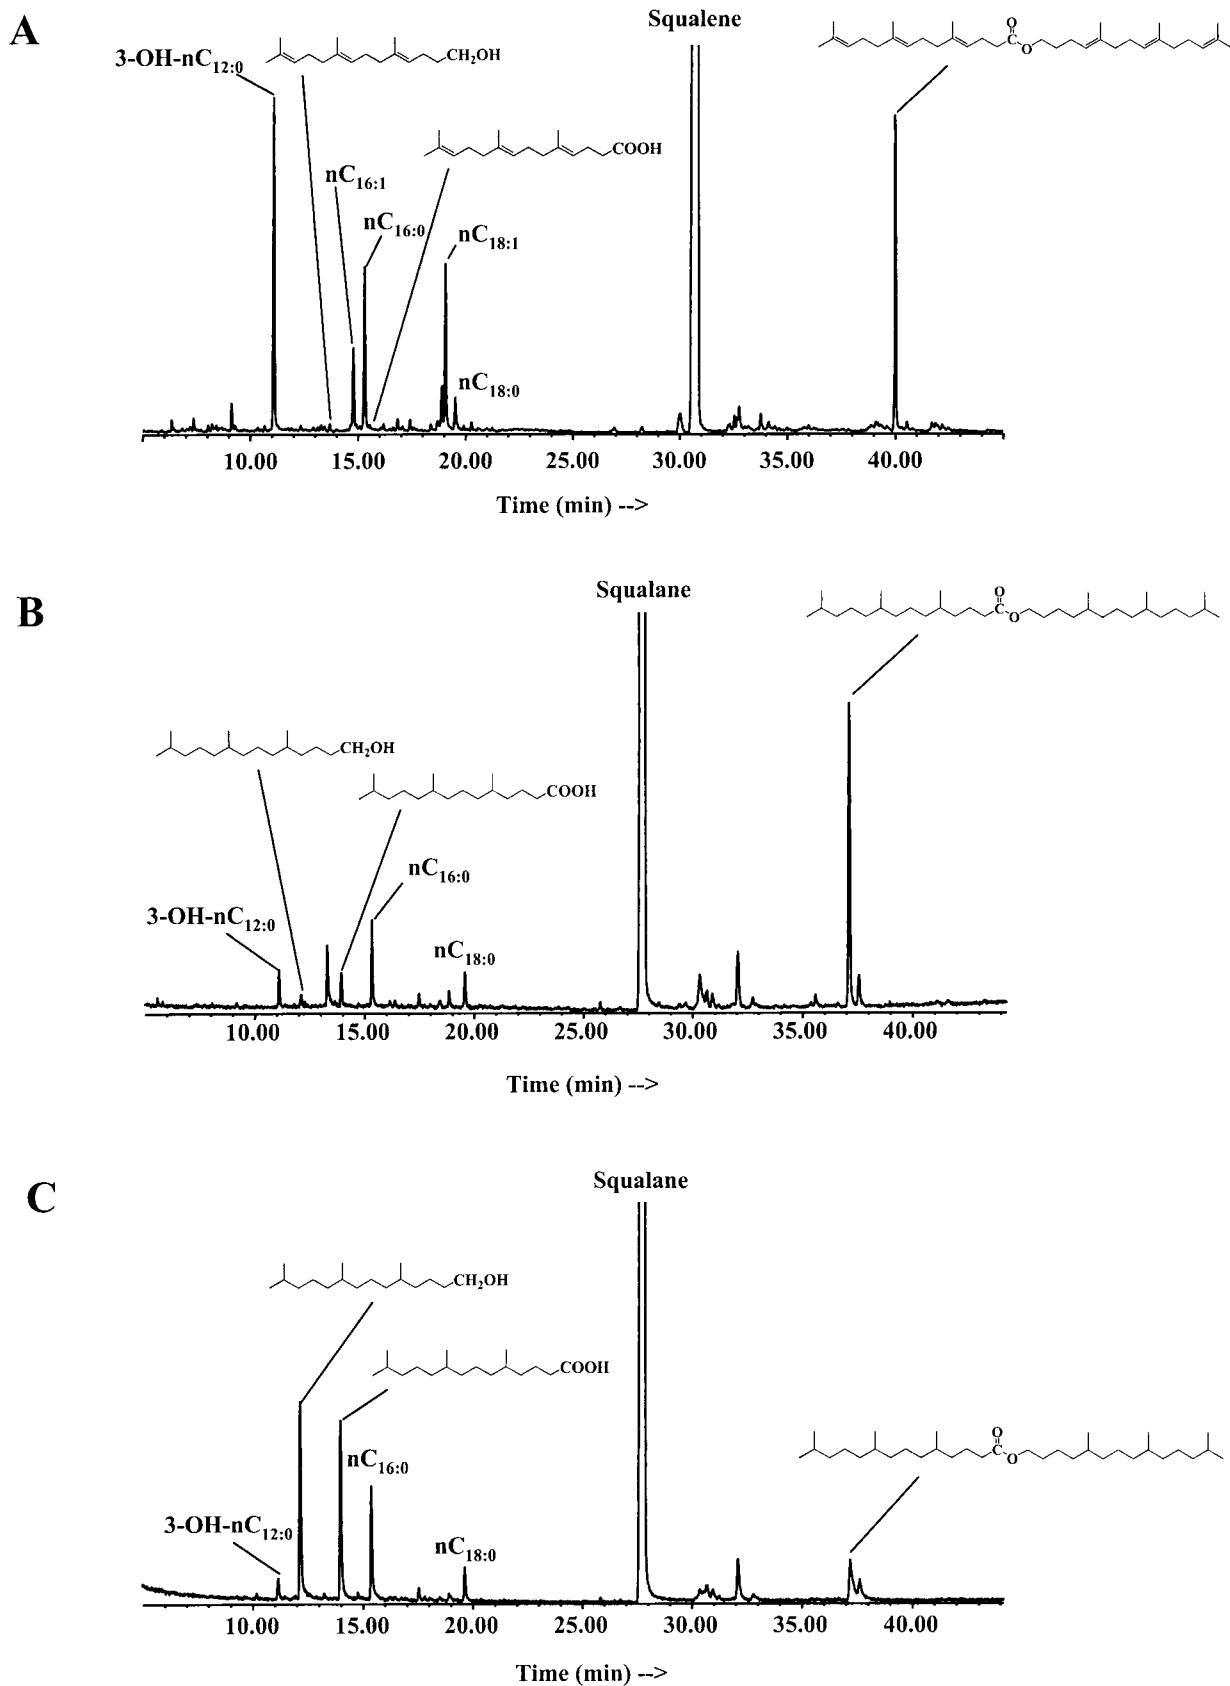 A
Squalene
O
C
O
3-OH-nC12:0
CH2OH
COOH
nC16:1
nC16:0
nC18:1
nC18:0
10.00 15.00 20.00 25.00 30.00 35.00 40.00
Time (min) -->
B
Squalane
O
C
O
CH2OH
COOH
nC16:0
3-OH-nC12:0
nC18:0
10.00 15.00 20.00 25.00 30.00 35.00 40.00
Time (min) -->
C
Squalane
CH2OH
COOH
O
C
O
nC16:0
3-OH-nC12:0
nC18:0
10.00 15.00 20.00 25.00 30.00 35.00 40.00
Time (min) -->